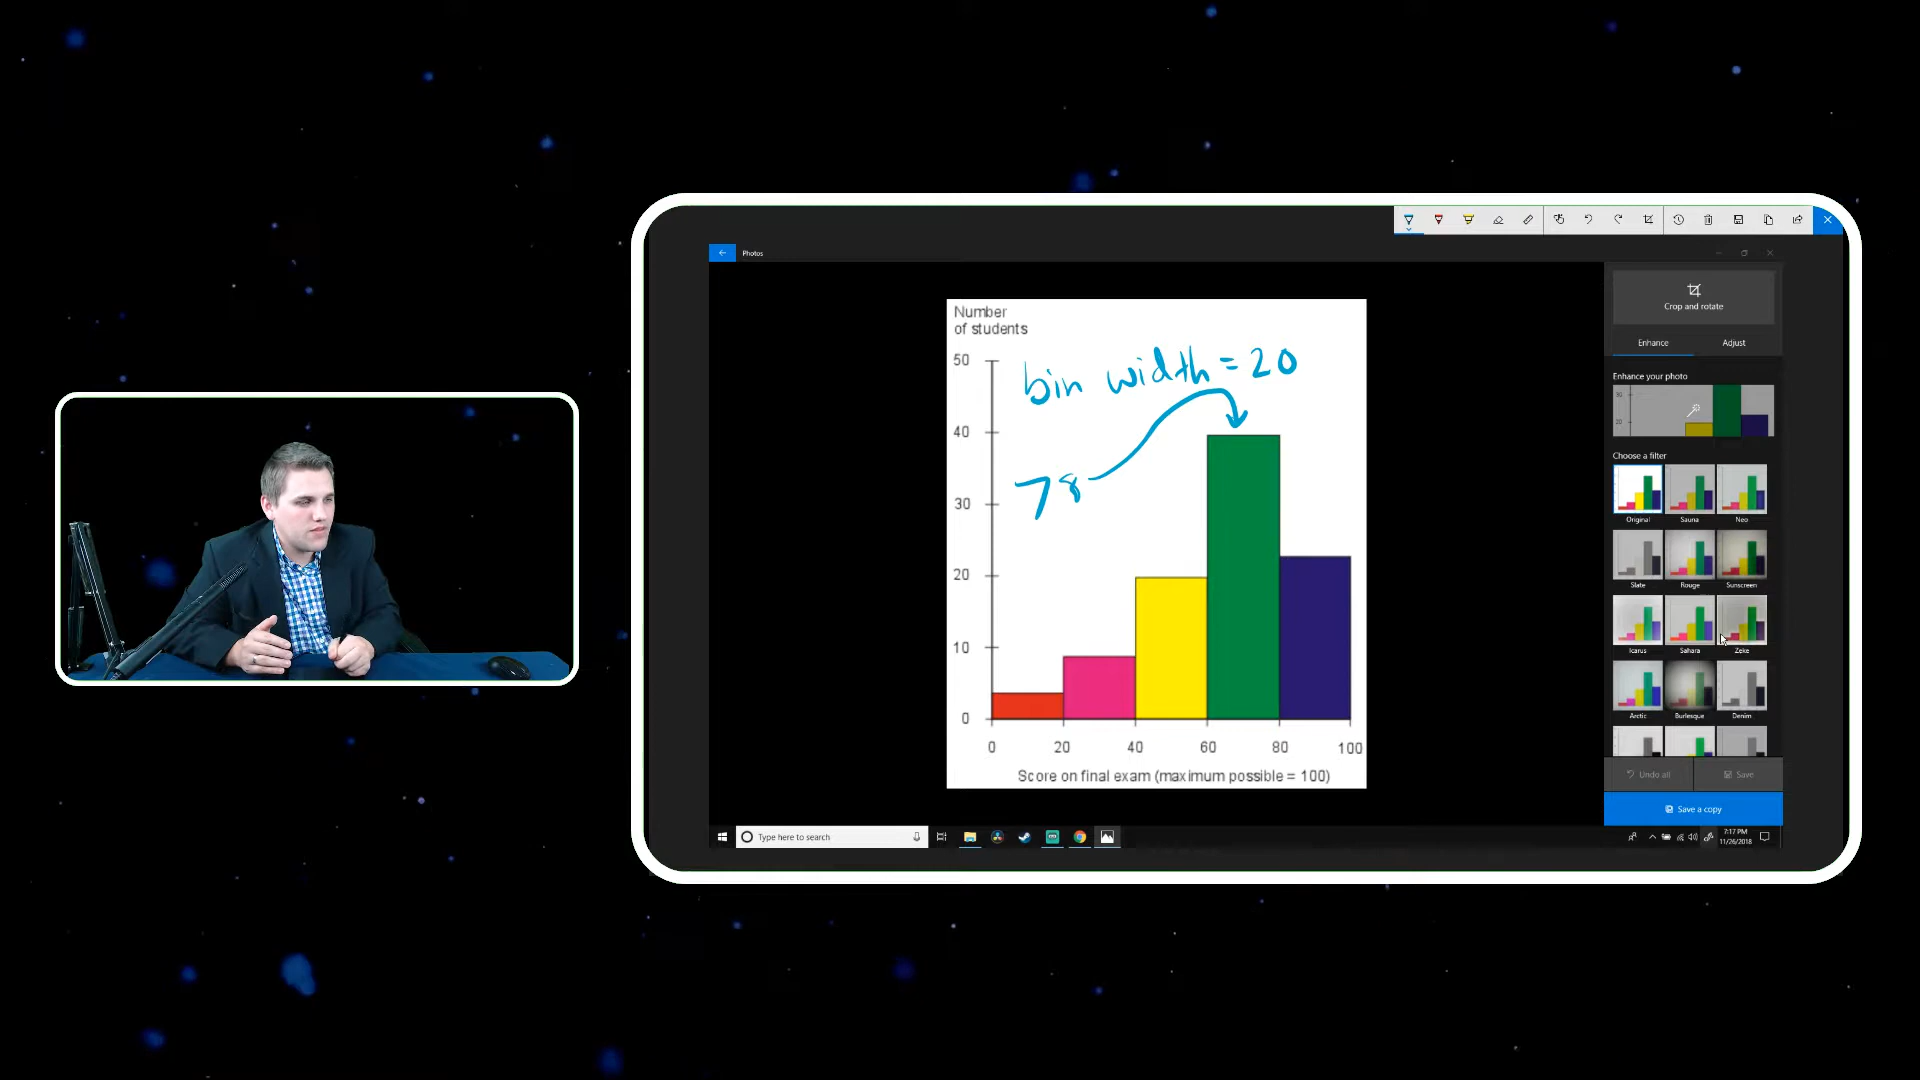 Photos
Crop and rotate
Enhance Adjust
Enhance your photo
30
20
Choose a filter
Original Sauna Neo
Slate Rouge Sunscreen
Icarus Sahara Zeke
Arctic Burlesque Denim
Undo all Save
Save a copy
Number
of students
50
40
30
20
10
0
bin width = 20
78
0 20 40 60 80 100
Score on final exam (maximum possible = 100)
Type here to search
7:17 PM
11/26/2018